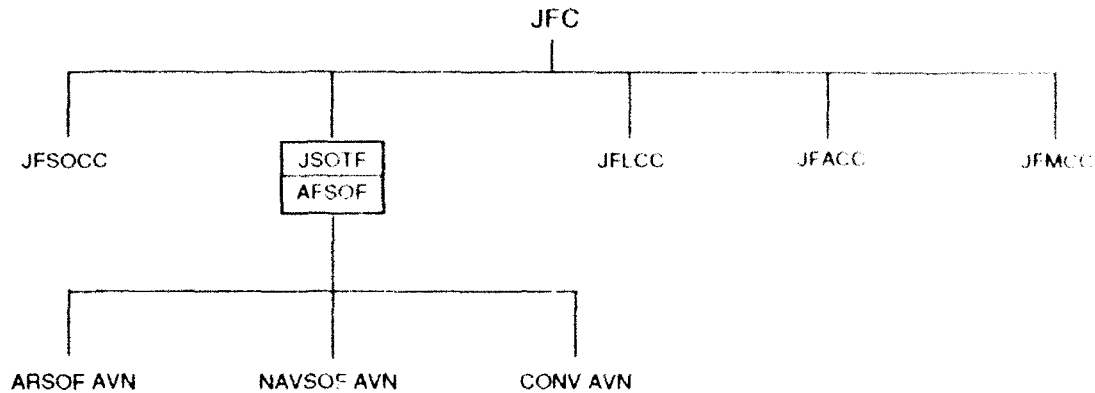 JFC
JFSOCC
JSOTF
JFLCC
JFACC
JFMCC
AFSOF
ARSOF AVN
NAVSOF AVN
CONV AVN